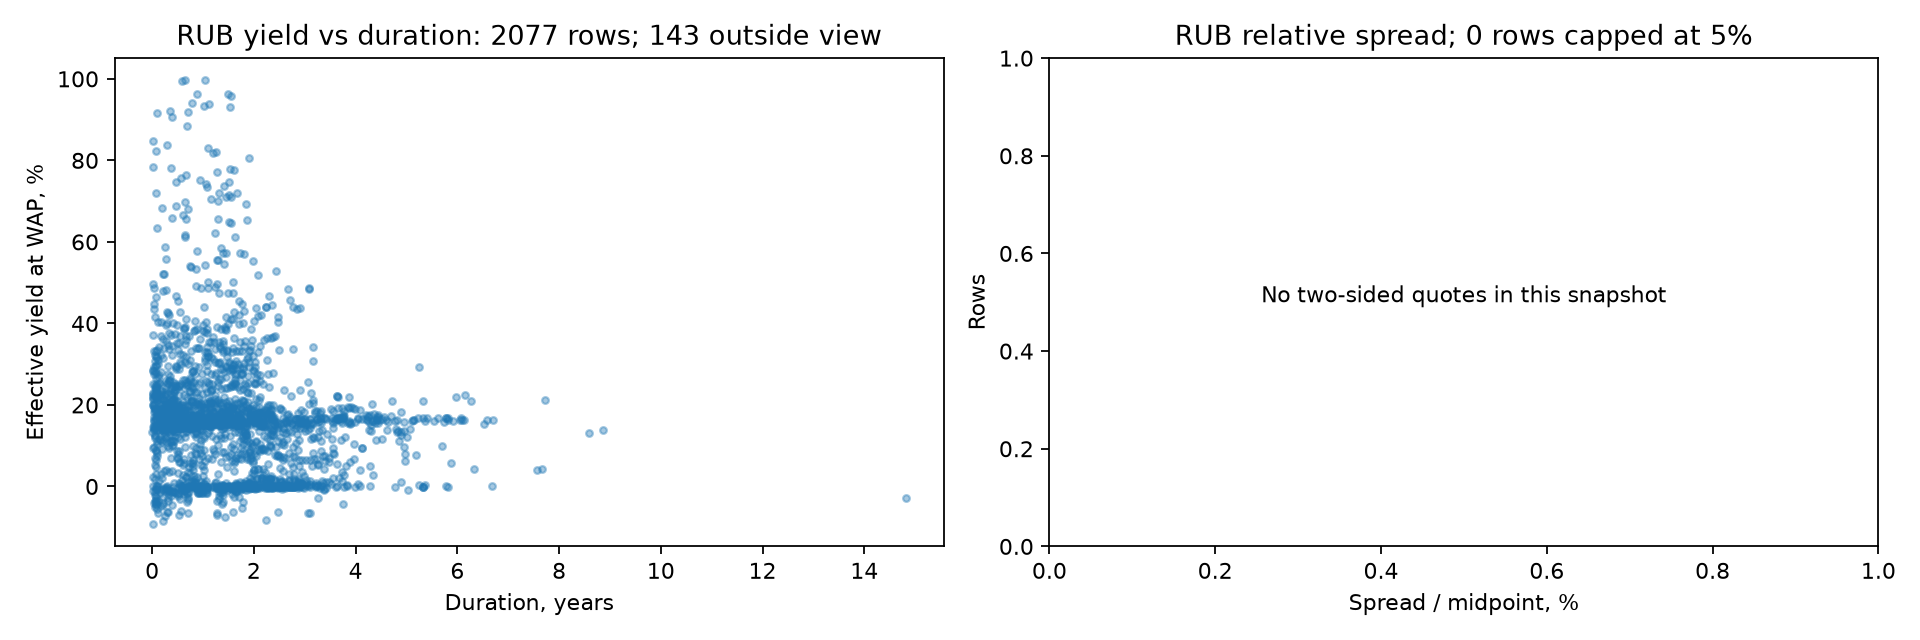 RUB yield vs duration: 2077 rows; 143 outside view
100
80
60
40
20
0
Effective yield at WAP, %
0 2 4 6 8 10 12 14
Duration, years
RUB relative spread; 0 rows capped at 5%
1.0
0.8
0.6
0.4
0.2
0.0
Rows
No two-sided quotes in this snapshot
0.0 0.2 0.4 0.6 0.8 1.0
Spread / midpoint, %